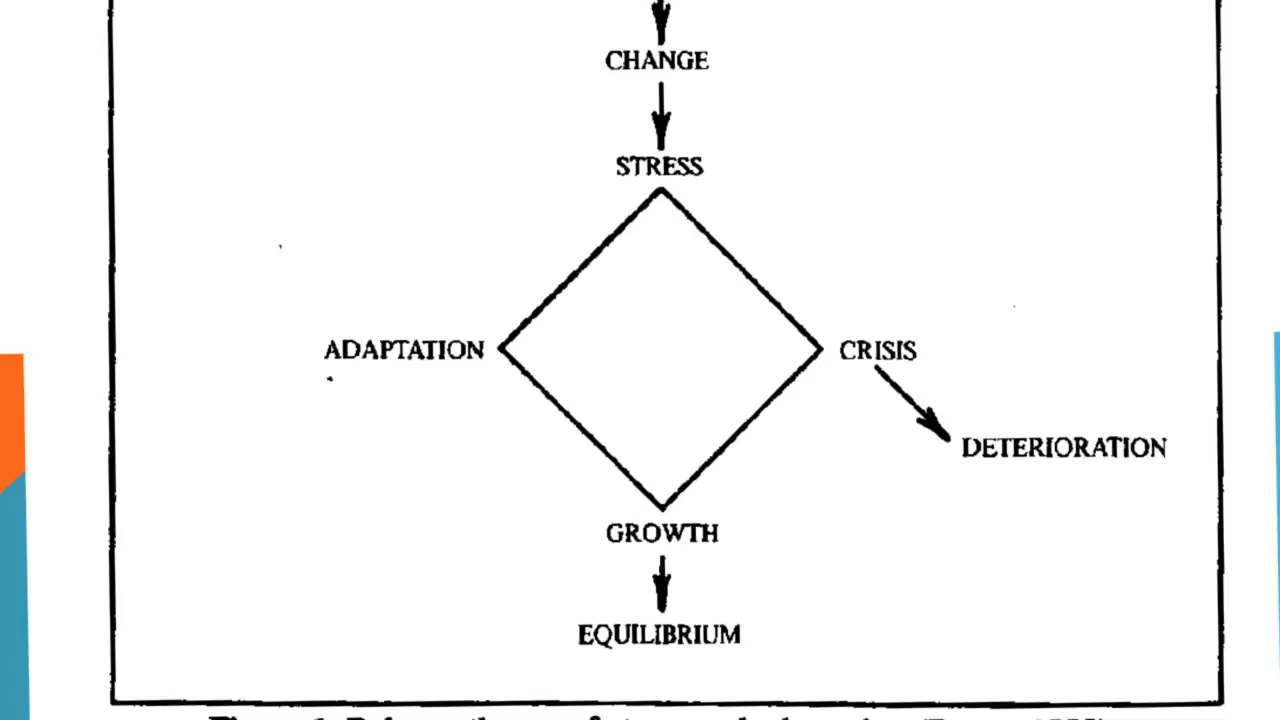 CHANGE
STRESS
ADAPTATION
CRISIS
DETERIORATION
GROWTH
EQUILIBRIUM